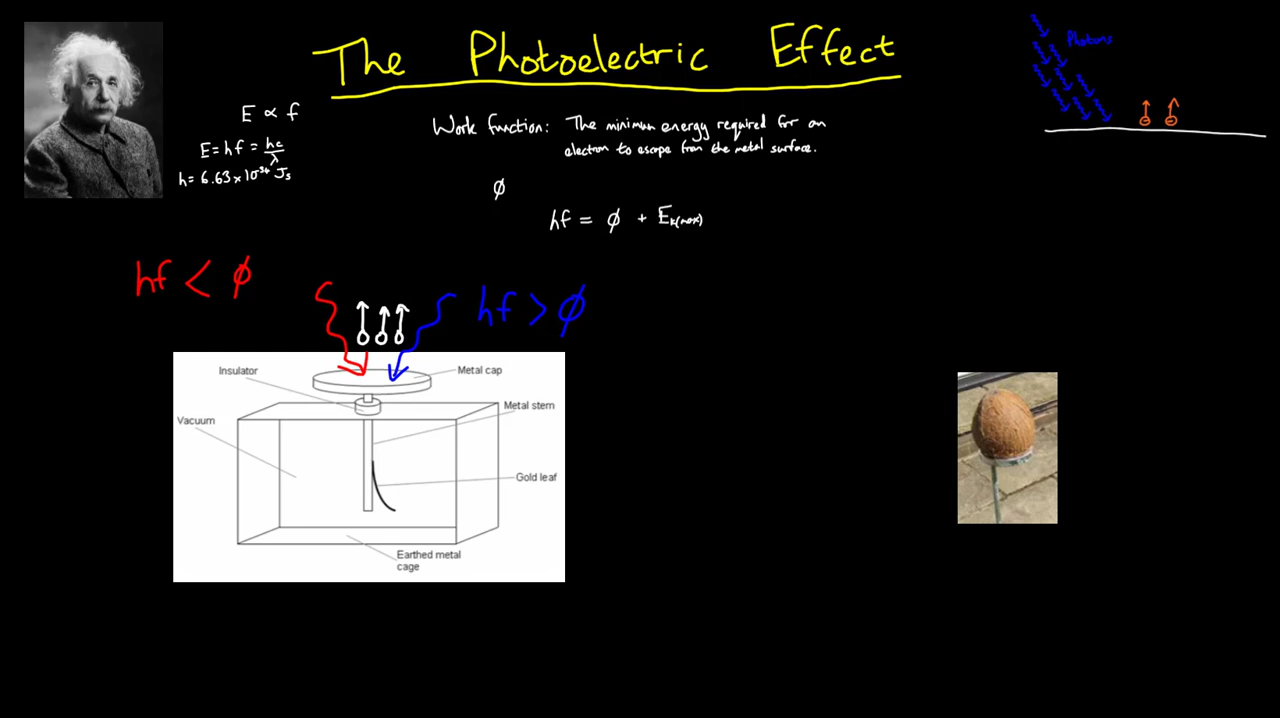 The Photoelectric Effect
Photons
E ∝ f
E = hf = hc/λ
h = 6.63 × 10⁻³⁴ Js
Work function: The minimum energy required for an
electron to escape from the metal surface.
ϕ
hf = ϕ + Ek(max)
hf < ϕ
hf > ϕ
Insulator
Metal cap
Metal stem
Vacuum
Gold leaf
Earthed metal
cage